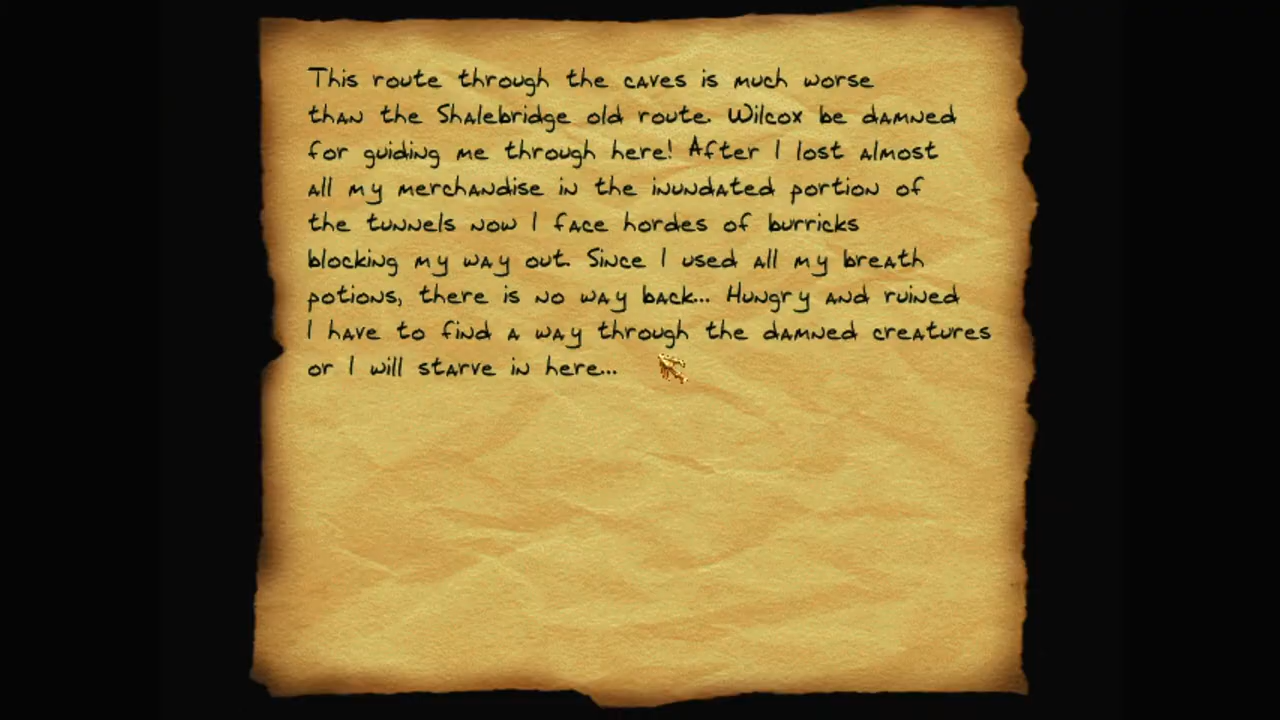 This route through the caves is much worse
than the Shalebridge old route. Wilcox be damned
for guiding me through here! After I lost almost
all my merchandise in the inundated portion of
the tunnels now I face hordes of burricks
blocking my way out. Since I used all my breath
potions, there is no way back... Hungry and ruined
I have to find a way through the damned creatures
or I will starve in here...